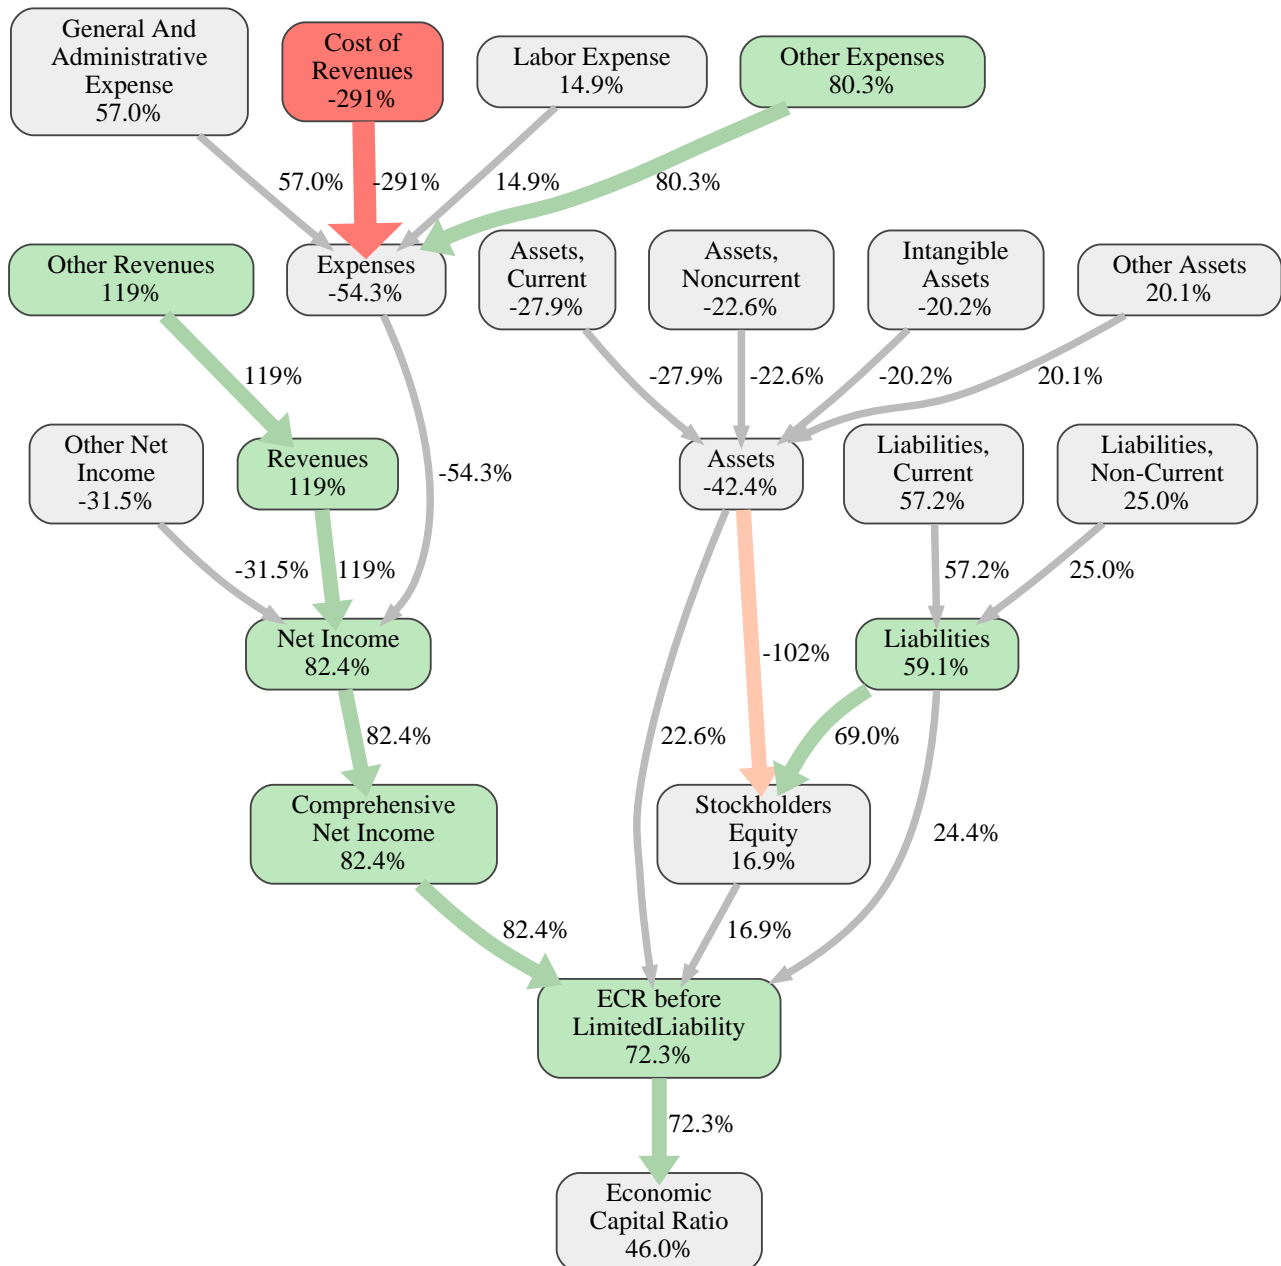 General And
Administrative
Expense
57.0%
Cost of
Revenues
-291%
Labor Expense
14.9%
Other Expenses
80.3%
57.0%
-291%
14.9%
80.3%
Other Revenues
119%
Expenses
-54.3%
Assets,
Current
-27.9%
Assets,
Noncurrent
-22.6%
Intangible
Assets
-20.2%
Other Assets
20.1%
119%
-27.9%
-22.6%
-20.2%
20.1%
Other Net
Income
-31.5%
Revenues
119%
-54.3%
Assets
-42.4%
Liabilities,
Current
57.2%
Liabilities,
Non-Current
25.0%
-31.5%
119%
57.2%
25.0%
Net Income
82.4%
-102%
Liabilities
59.1%
82.4%
22.6%
69.0%
Comprehensive
Net Income
82.4%
Stockholders
Equity
16.9%
24.4%
82.4%
16.9%
ECR before
LimitedLiability
72.3%
72.3%
Economic
Capital Ratio
46.0%